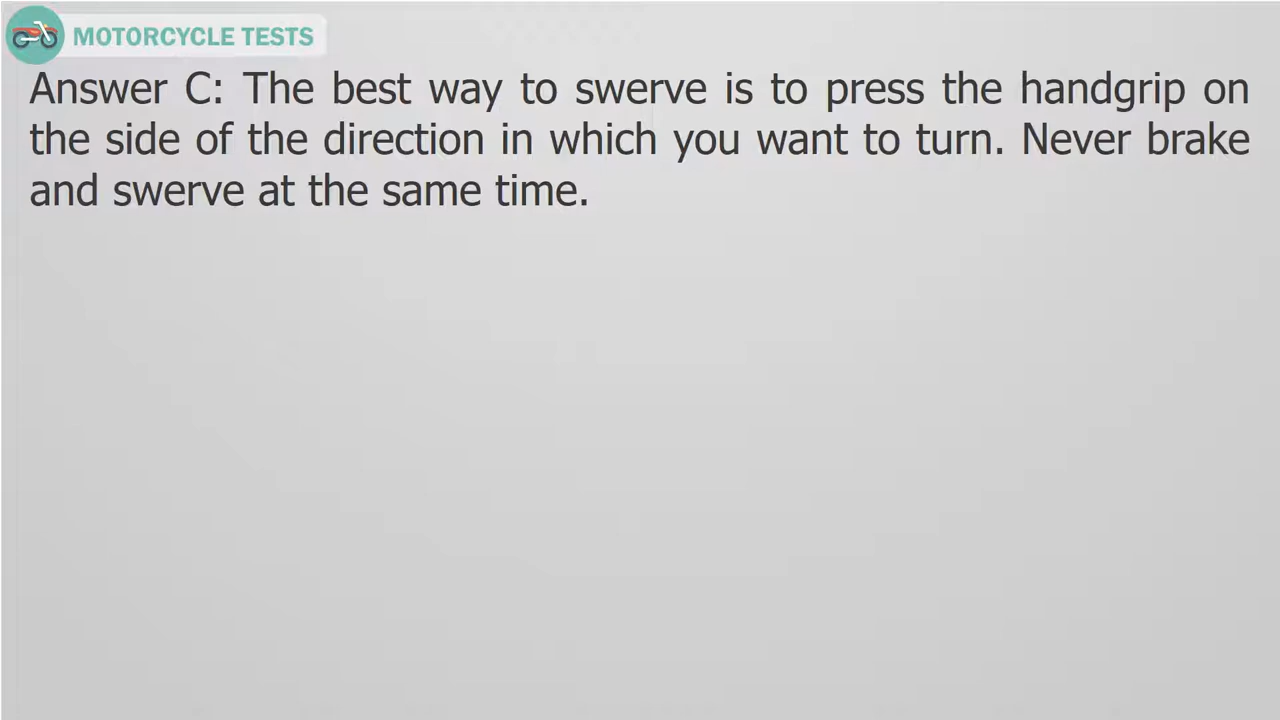 MOTORCYCLE TESTS
Answer C: The best way to swerve is to press the handgrip on
the side of the direction in which you want to turn. Never brake
and swerve at the same time.